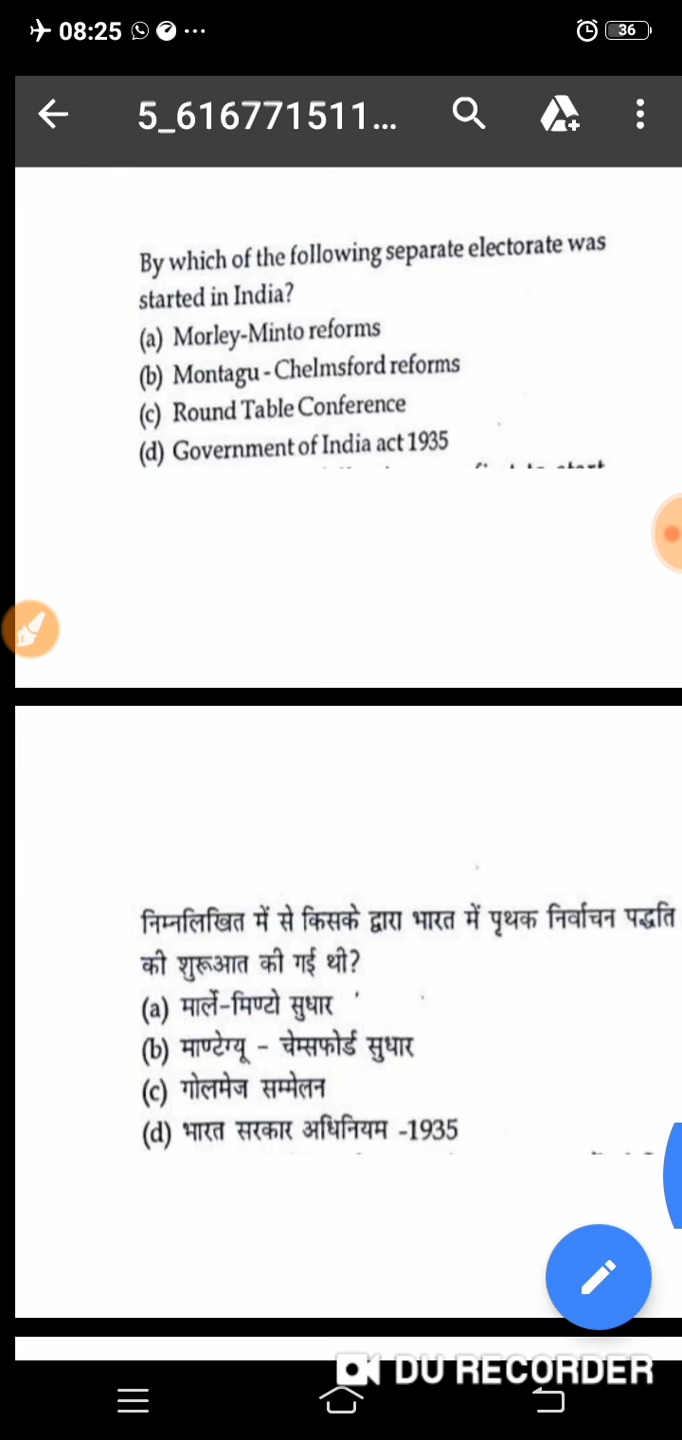 08:25
36
5_616771511...
By which of the following separate electorate was
started in India?
(a) Morley-Minto reforms
(b) Montagu - Chelmsford reforms
(c) Round Table Conference
(d) Government of India act 1935
निम्नलिखित में से किसके द्वारा भारत में पृथक निर्वाचन पद्धति
की शुरूआत की गई थी?
(a) मार्ले-मिण्टो सुधार
(b) माण्टेग्यू - चेम्सफोर्ड सुधार
(c) गोलमेज सम्मेलन
(d) भारत सरकार अधिनियम -1935
DU RECORDER